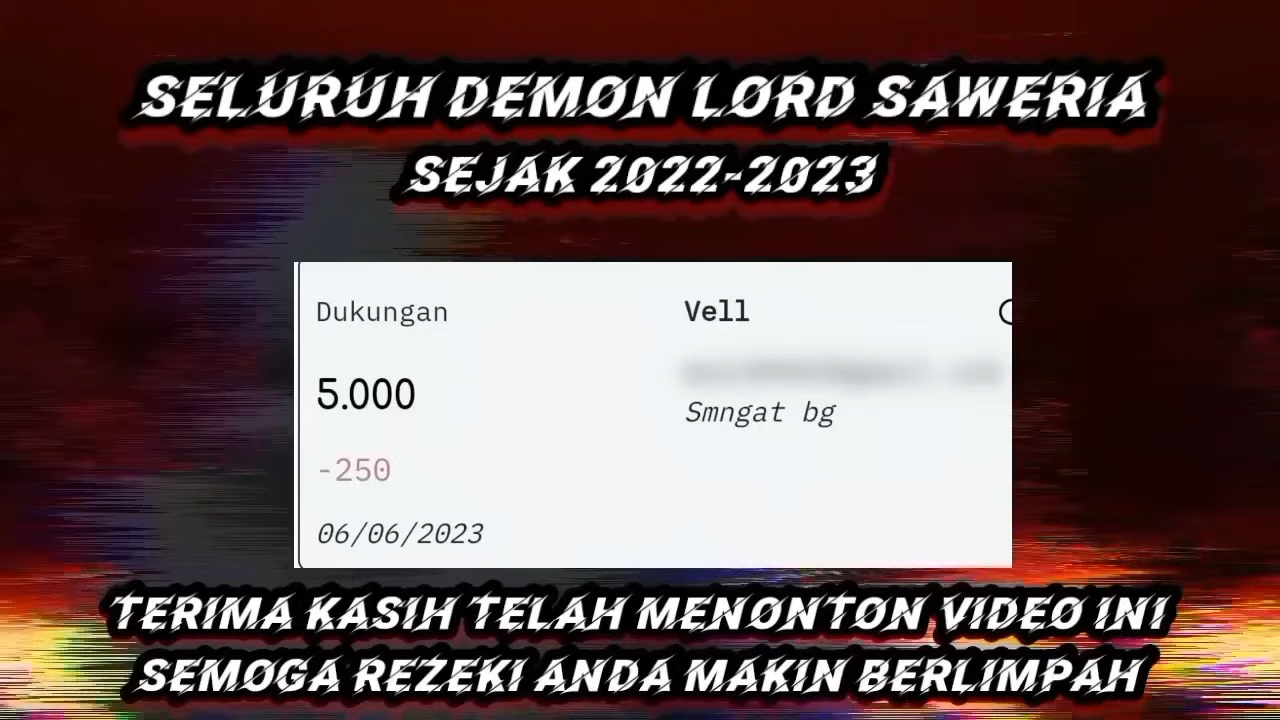 SELURUH DEMON LORD SAWERIA
SEJAK 2022-2023
Dukungan
Vell
5.000
Smngat bg
-250
06/06/2023
TERIMA KASIH TELAH MENONTON VIDEO INI
SEMOGA REZEKI ANDA MAKIN BERLIMPAH